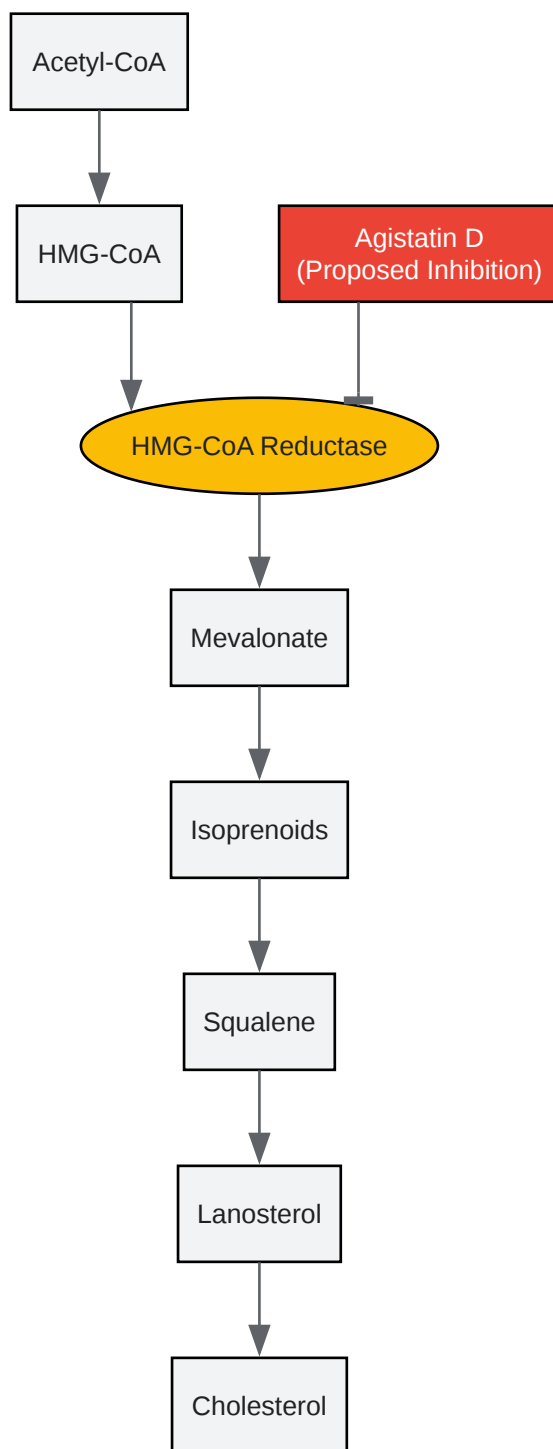 Acetyl-CoA
HMG-CoA
Agistatin D
(Proposed Inhibition)
HMG-CoA Reductase
Mevalonate
Isoprenoids
Squalene
Lanosterol
Cholesterol